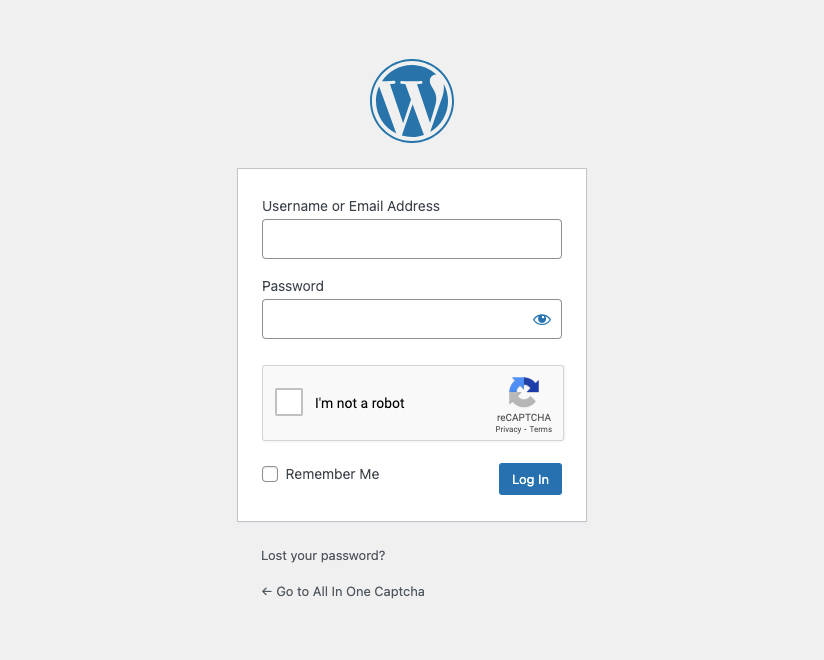 Username or Email Address
Password
I'm not a robot
reCAPTCHA
Privacy - Terms
Remember Me
Log In
Lost your password?
← Go to All In One Captcha